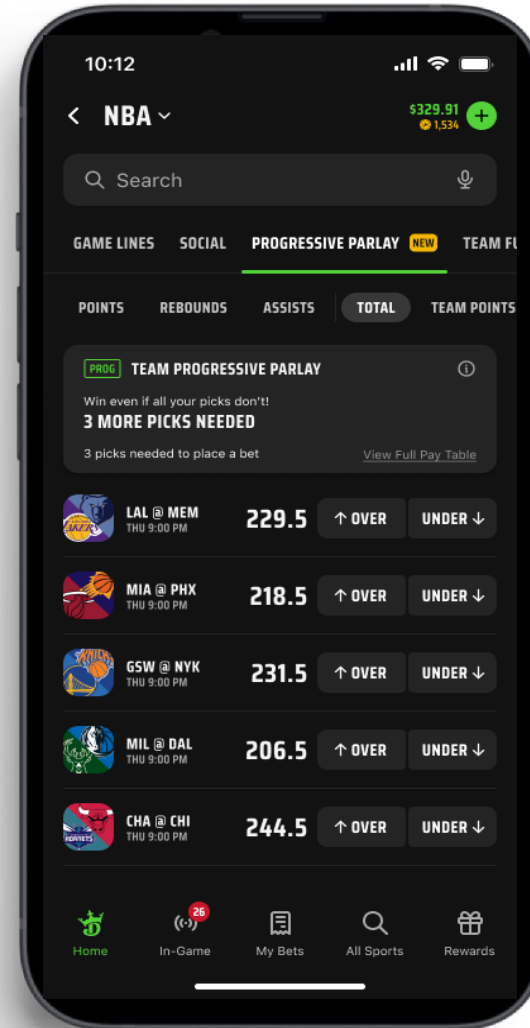 10:12
NBA
$329.91
1,534
Search
GAME LINES SOCIAL PROGRESSIVE PARLAY NEW TEAM FU
POINTS REBOUNDS ASSISTS TOTAL TEAM POINTS
PROG TEAM PROGRESSIVE PARLAY
Win even if all your picks don't!
3 MORE PICKS NEEDED
3 picks needed to place a bet View Full Pay Table
LAL @ MEM
THU 9:00 PM
229.5 ↑ OVER UNDER ↓
MIA @ PHX
THU 9:00 PM
218.5 ↑ OVER UNDER ↓
GSW @ NYK
THU 9:00 PM
231.5 ↑ OVER UNDER ↓
MIL @ DAL
THU 9:00 PM
206.5 ↑ OVER UNDER ↓
CHA @ CHI
THU 9:00 PM
244.5 ↑ OVER UNDER ↓
26
Home In-Game My Bets All Sports Rewards